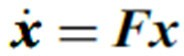 ẋ = Fx